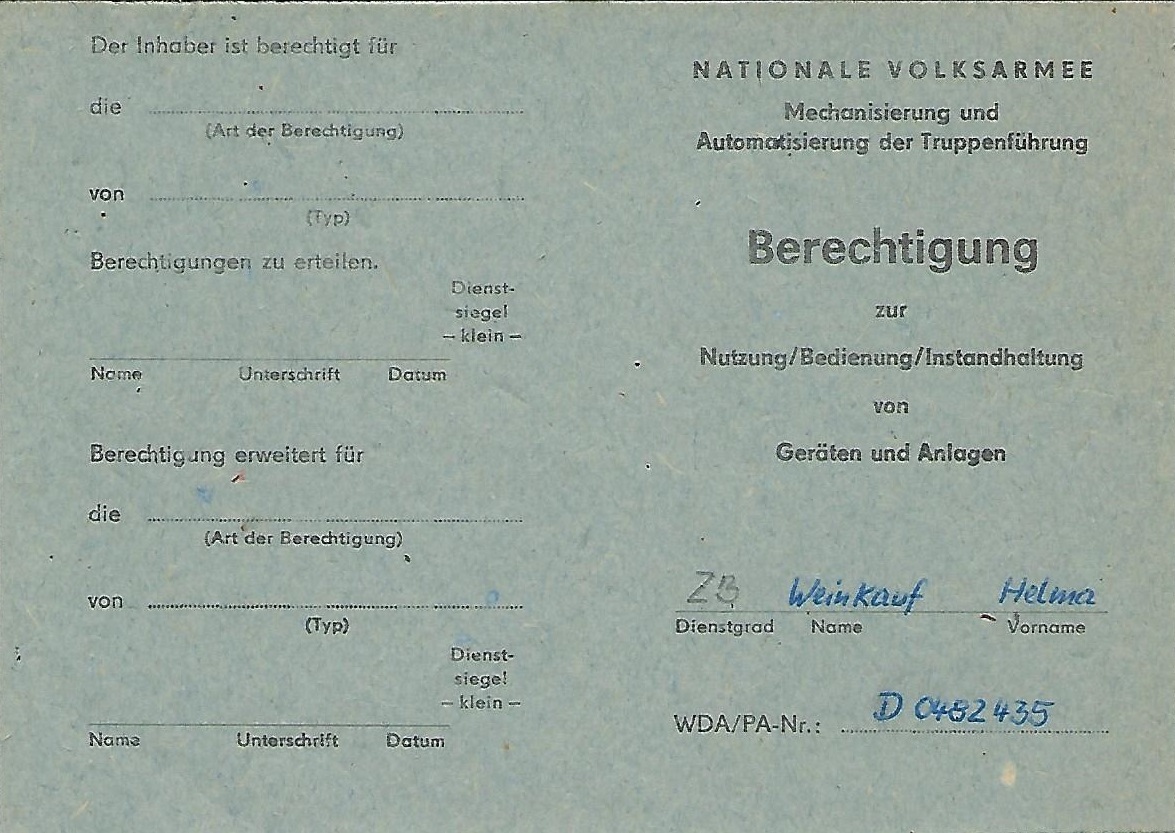 Der Inhaber ist berechtigt für
die
(Art der Berechtigung)
von
(Typ)
Berechtigungen zu erteilen.
Dienst-
siegel
– klein –
Name Unterschrift Datum
Berechtigung erweitert für
die
(Art der Berechtigung)
von
(Typ)
Dienst-
siegel
– klein –
Name Unterschrift Datum
NATIONALE VOLKSARMEE
Mechanisierung und
Automatisierung der Truppenführung
Berechtigung
zur
Nutzung/Bedienung/Instandhaltung
von
Geräten und Anlagen
ZB Weinkauf Helma
Dienstgrad Name Vorname
WDA/PA-Nr.: D 0482435